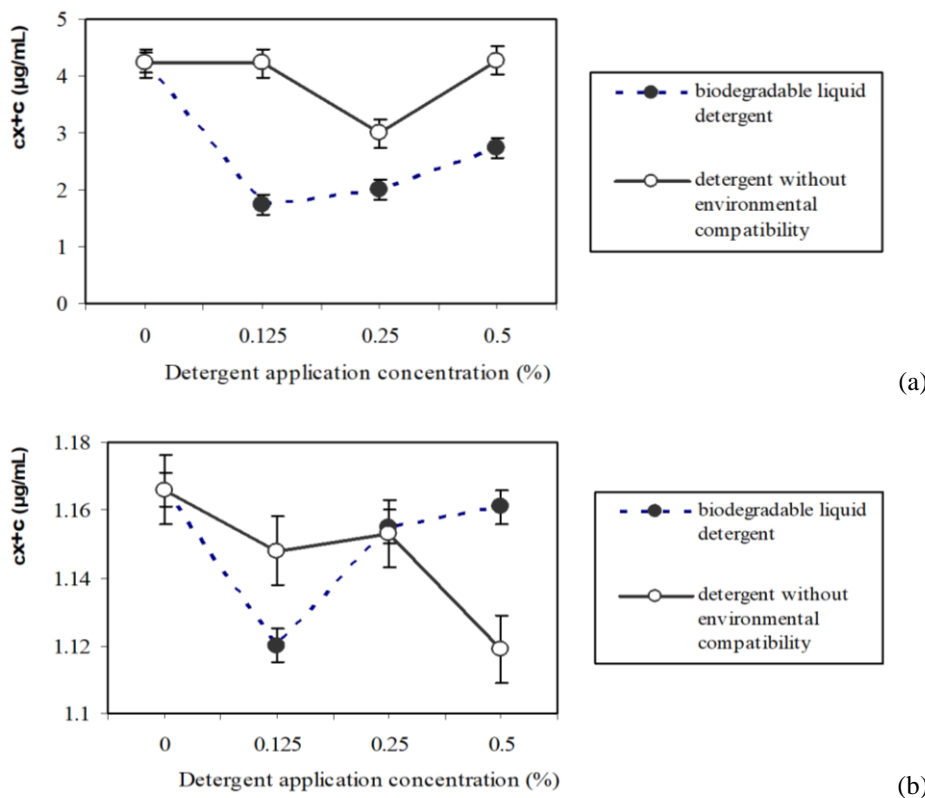 cx+c (µg/mL)
5
4
3
2
1
0
0 0.125 0.25 0.5
Detergent application concentration (%)
biodegradable liquid
detergent
detergent without
environmental
compatibility
(a)
cx+c (µg/mL)
1.18
1.16
1.14
1.12
1.1
0 0.125 0.25 0.5
Detergent application concentration (%)
biodegradable liquid
detergent
detergent without
environmental
compatibility
(b)